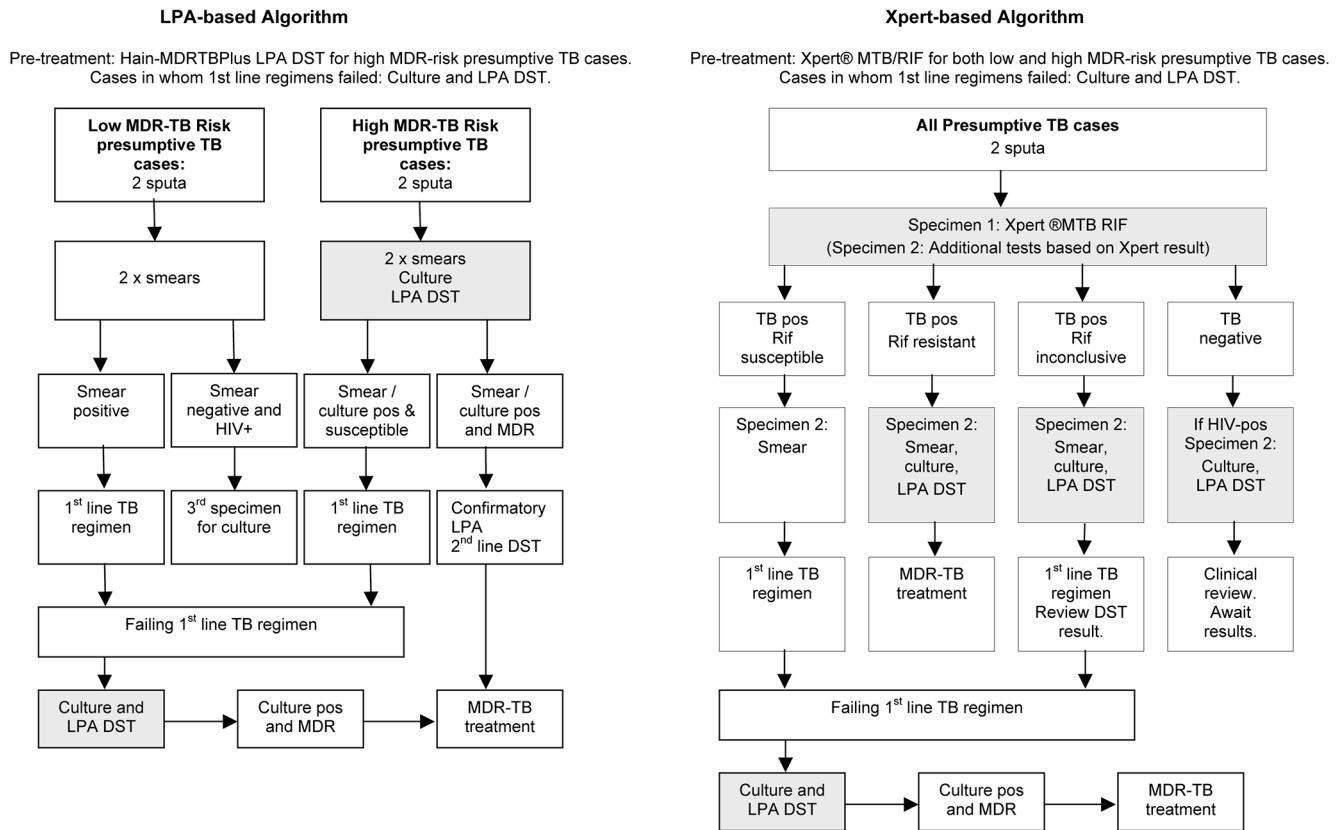 LPA-based Algorithm
Pre-treatment: Hain-MDRTBPlus LPA DST for high MDR-risk presumptive TB cases.
Cases in whom 1st line regimens failed: Culture and LPA DST.
Low MDR-TB Risk
presumptive TB
cases:
2 sputa
High MDR-TB Risk
presumptive TB
cases:
2 sputa
2 x smears
2 x smears
Culture
LPA DST
Smear
positive
Smear
negative and
HIV+
Smear /
culture pos &
susceptible
Smear /
culture pos
and MDR
1st line TB
regimen
3rd specimen
for culture
1st line TB
regimen
Confirmatory
LPA
2nd line DST
Failing 1st line TB regimen
Culture and
LPA DST
Culture pos
and MDR
MDR-TB
treatment
Xpert-based Algorithm
Pre-treatment: Xpert® MTB/RIF for both low and high MDR-risk presumptive TB cases.
Cases in whom 1st line regimens failed: Culture and LPA DST.
All Presumptive TB cases
2 sputa
Specimen 1: Xpert ®MTB RIF
(Specimen 2: Additional tests based on Xpert result)
TB pos
Rif
susceptible
TB pos
Rif resistant
TB pos
Rif
inconclusive
TB
negative
Specimen 2:
Smear
Specimen 2:
Smear,
culture,
LPA DST
Specimen 2:
Smear,
culture,
LPA DST
If HIV-pos
Specimen 2:
Culture,
LPA DST
1st line TB
regimen
MDR-TB
treatment
1st line TB
regimen
Review DST
result.
Clinical
review.
Await
results.
Failing 1st line TB regimen
Culture and
LPA DST
Culture pos
and MDR
MDR-TB
treatment